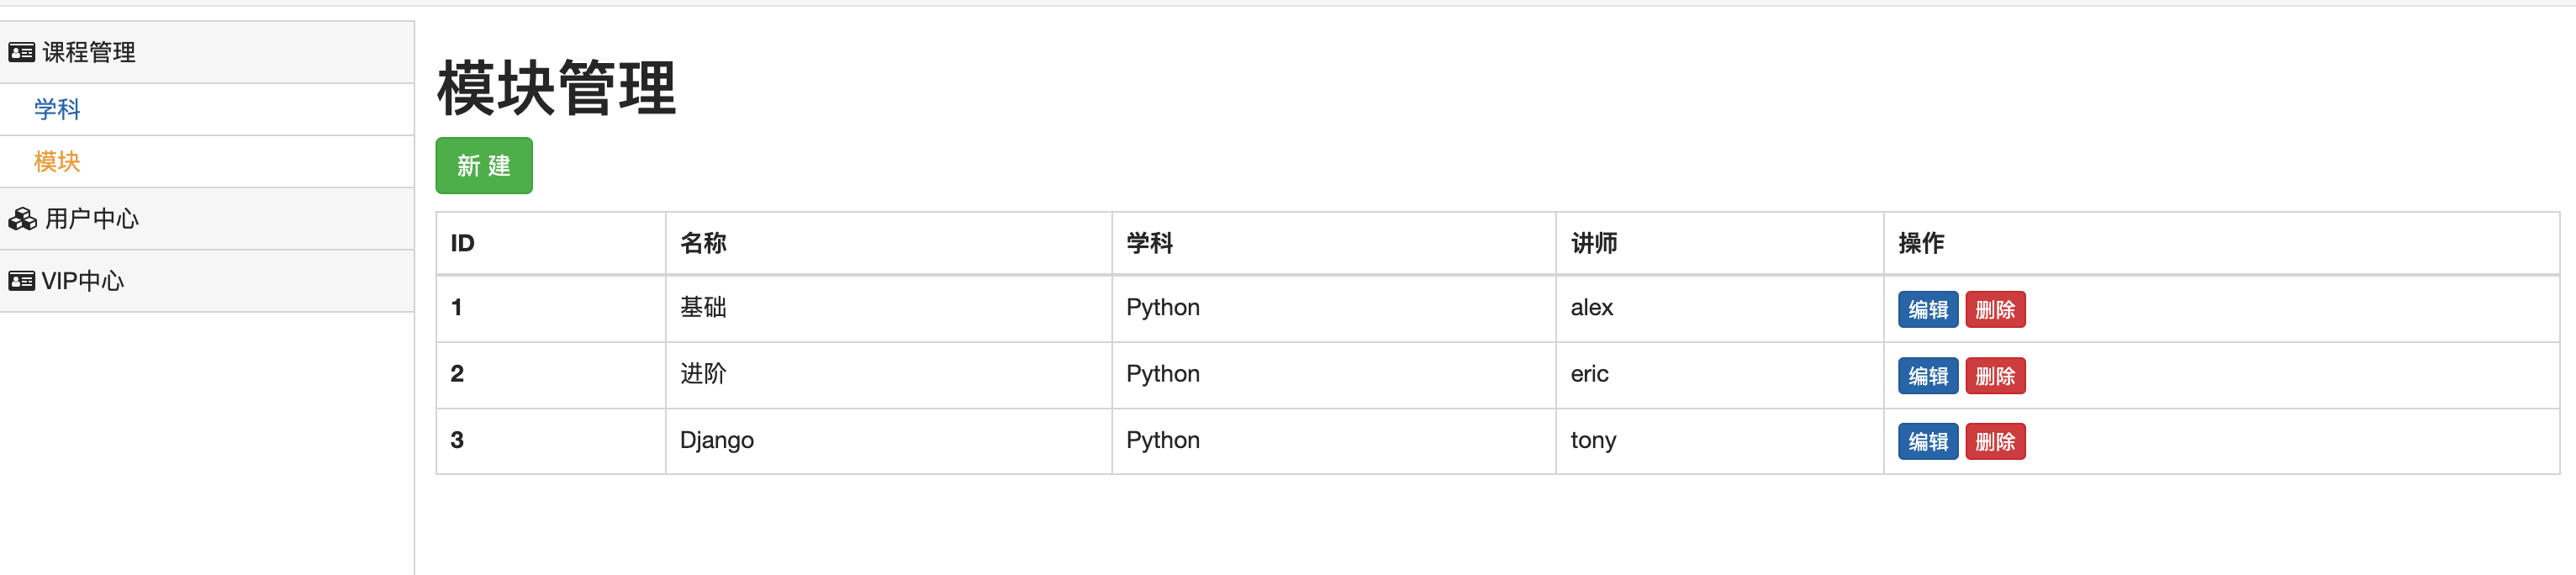 课程管理
学科
模块
用户中心
VIP中心
模块管理
新 建
ID 名称 学科 讲师 操作
1 基础 Python alex 编辑 删除
2 进阶 Python eric 编辑 删除
3 Django Python tony 编辑 删除